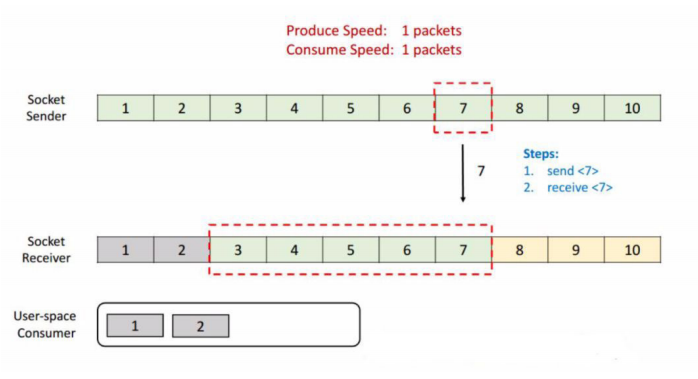 Produce Speed: 1 packets
Consume Speed: 1 packets
Socket
Sender
1 2 3 4 5 6 7 8 9 10
7
Steps:
1. send <7>
2. receive <7>
Socket
Receiver
1 2 3 4 5 6 7 8 9 10
User-space
Consumer
1 2